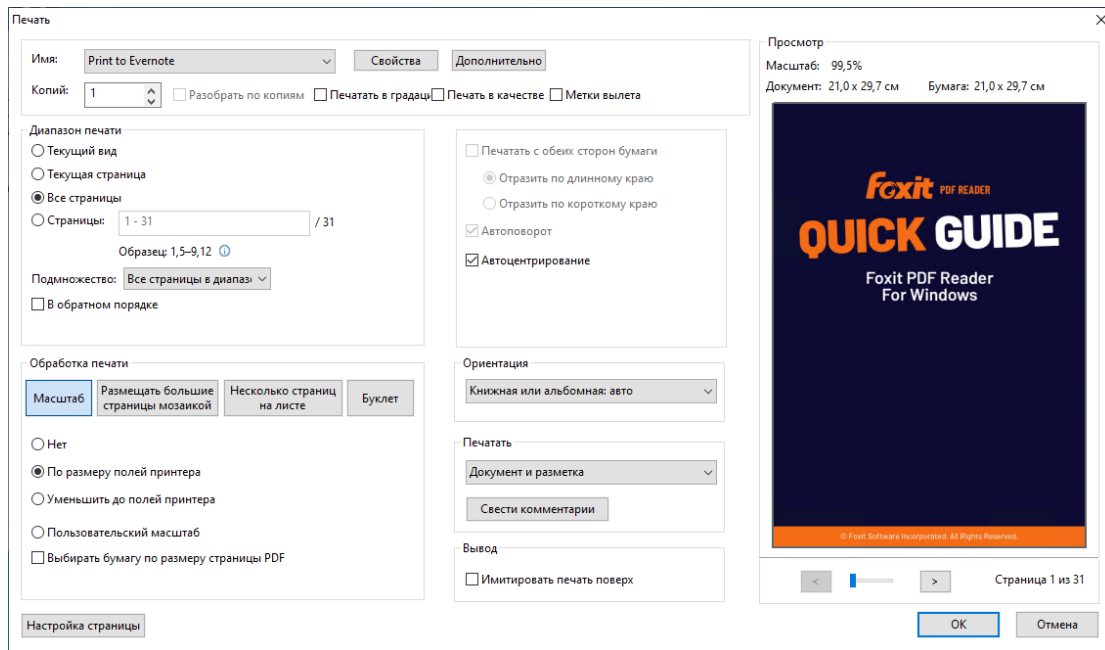 Печать
Имя:
Print to Evernote
Свойства
Дополнительно
Копий:
1
Разобрать по копиям
Печатать в градаци
Печать в качестве
Метки вылета
Диапазон печати
Текущий вид
Текущая страница
Все страницы
Страницы:
1 - 31
/ 31
Образец: 1,5–9,12
Подмножество:
Все страницы в диапазо
В обратном порядке
Печатать с обеих сторон бумаги
Отразить по длинному краю
Отразить по короткому краю
Автоповорот
Автоцентрирование
Обработка печати
Масштаб
Размещать большие
страницы мозаикой
Несколько страниц
на листе
Буклет
Нет
По размеру полей принтера
Уменьшить до полей принтера
Пользовательский масштаб
Выбирать бумагу по размеру страницы PDF
Ориентация
Книжная или альбомная: авто
Печатать
Документ и разметка
Свести комментарии
Вывод
Имитировать печать поверх
Просмотр
Масштаб: 99,5%
Документ: 21,0 x 29,7 см
Бумага: 21,0 x 29,7 см
Foxit PDF READER
QUICK GUIDE
Foxit PDF Reader
For Windows
© Foxit Software Incorporated. All Rights Reserved.
<
>
Страница 1 из 31
Настройка страницы
OK
Отмена